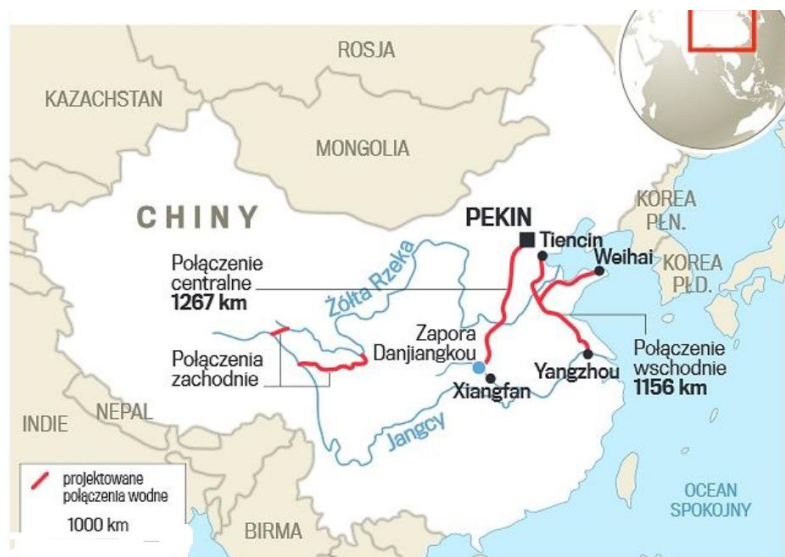 ROSJA
KAZACHSTAN
MONGOLIA
CHINY
PEKIN
KOREA
PŁN.
Tiencin
Weihai
KOREA
PŁD.
Połączenie
centralne
1267 km
Żółta Rzeka
Zapora
Danjiangkou
Połączenia
zachodnie
Połączenie
wschodnie
1156 km
Yangzhou
Xiangfan
NEPAL
INDIE
Jangcy
projektowane
połączenia wodne
1000 km
BIRMA
OCEAN
SPOKOJNY